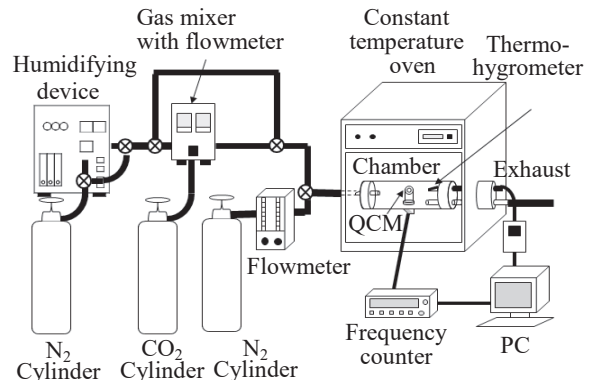 Gas mixer
with flowmeter
Constant
temperature
oven
Thermo-
hygrometer
Humidifying
device
Chamber
Exhaust
QCM
Flowmeter
Frequency
counter
PC
N2
Cylinder
CO2
Cylinder
N2
Cylinder